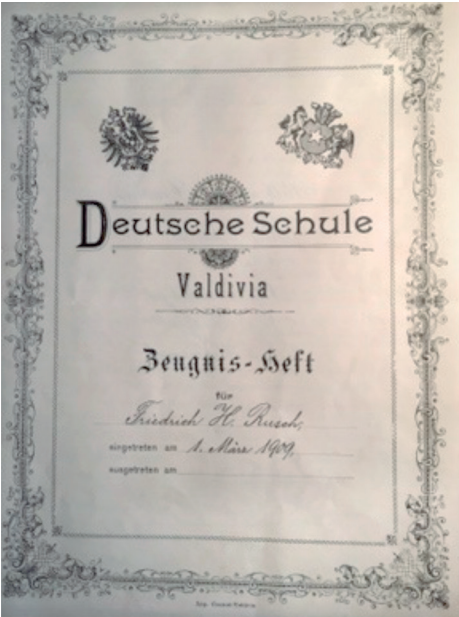 Deutsche Schule
Valdivia
Zeugnis-Heft
für
Friedrich H. Rusch,
eingetreten am 1. März 1909,
ausgetreten am